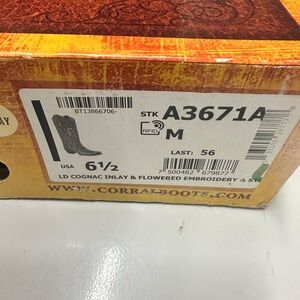 BT13866706-
STK A3671A
RFID
M
LAST: 56
USA 6½
7 500482 679877
LD COGNAC INLAY & FLOWERED EMBROIDERY &
WWW.CORRALBOOTS.COM